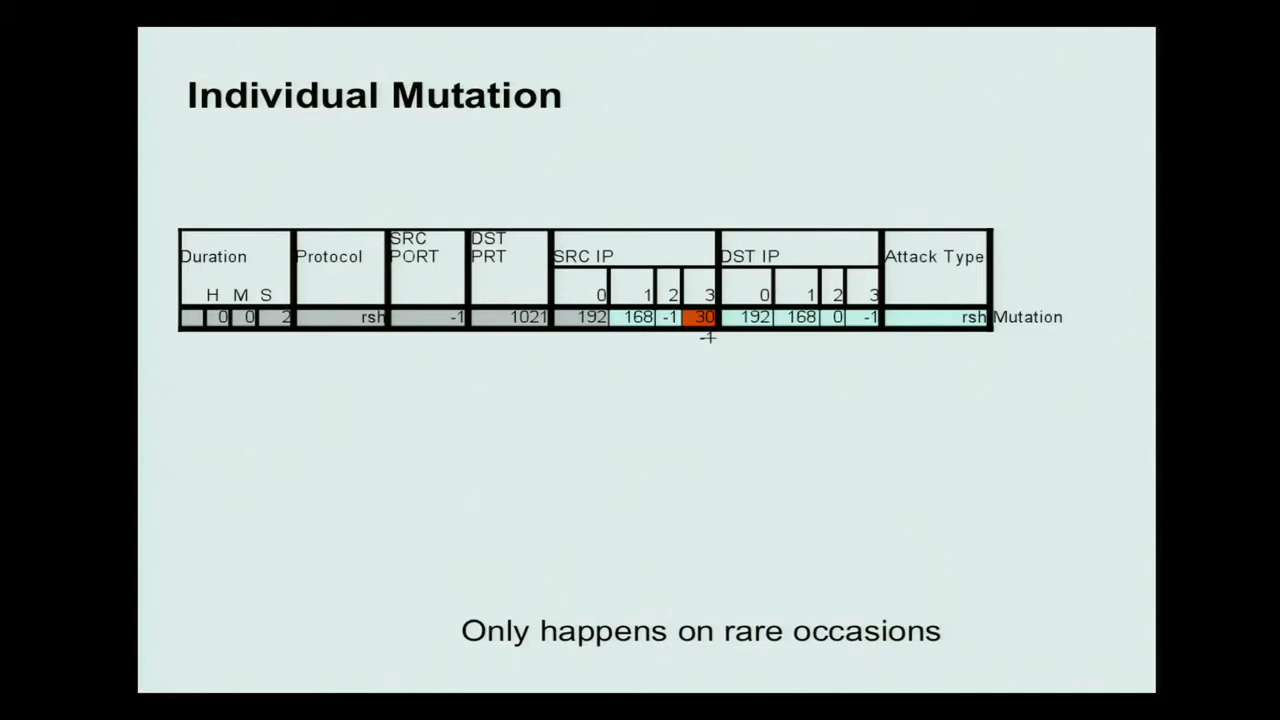 Individual Mutation
Duration Protocol SRC PORT DST PRT SRC IP DST IP Attack Type
H M S 0 1 2 3 0 1 2 3
0 0 2 rsh -1 1021 192 168 -1 30 192 168 0 -1 rsh Mutation
-1
Only happens on rare occasions